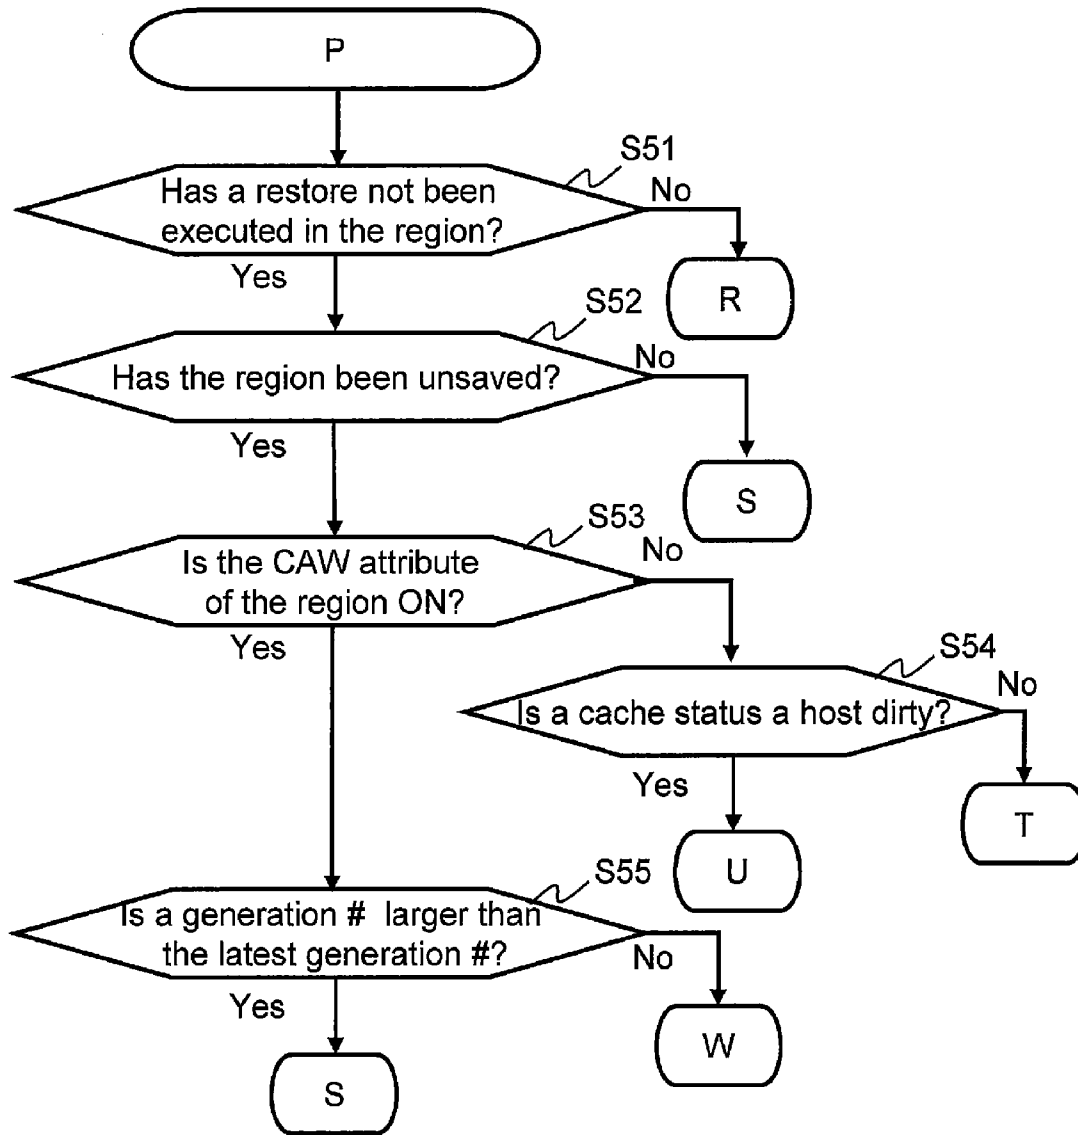 P
S51
Has a restore not been
executed in the region?
No
Yes
R
S52
Has the region been unsaved?
No
Yes
S
S53
Is the CAW attribute
of the region ON?
No
Yes
S54
Is a cache status a host dirty?
No
Yes
T
U
S55
Is a generation # larger than
the latest generation #?
No
Yes
W
S